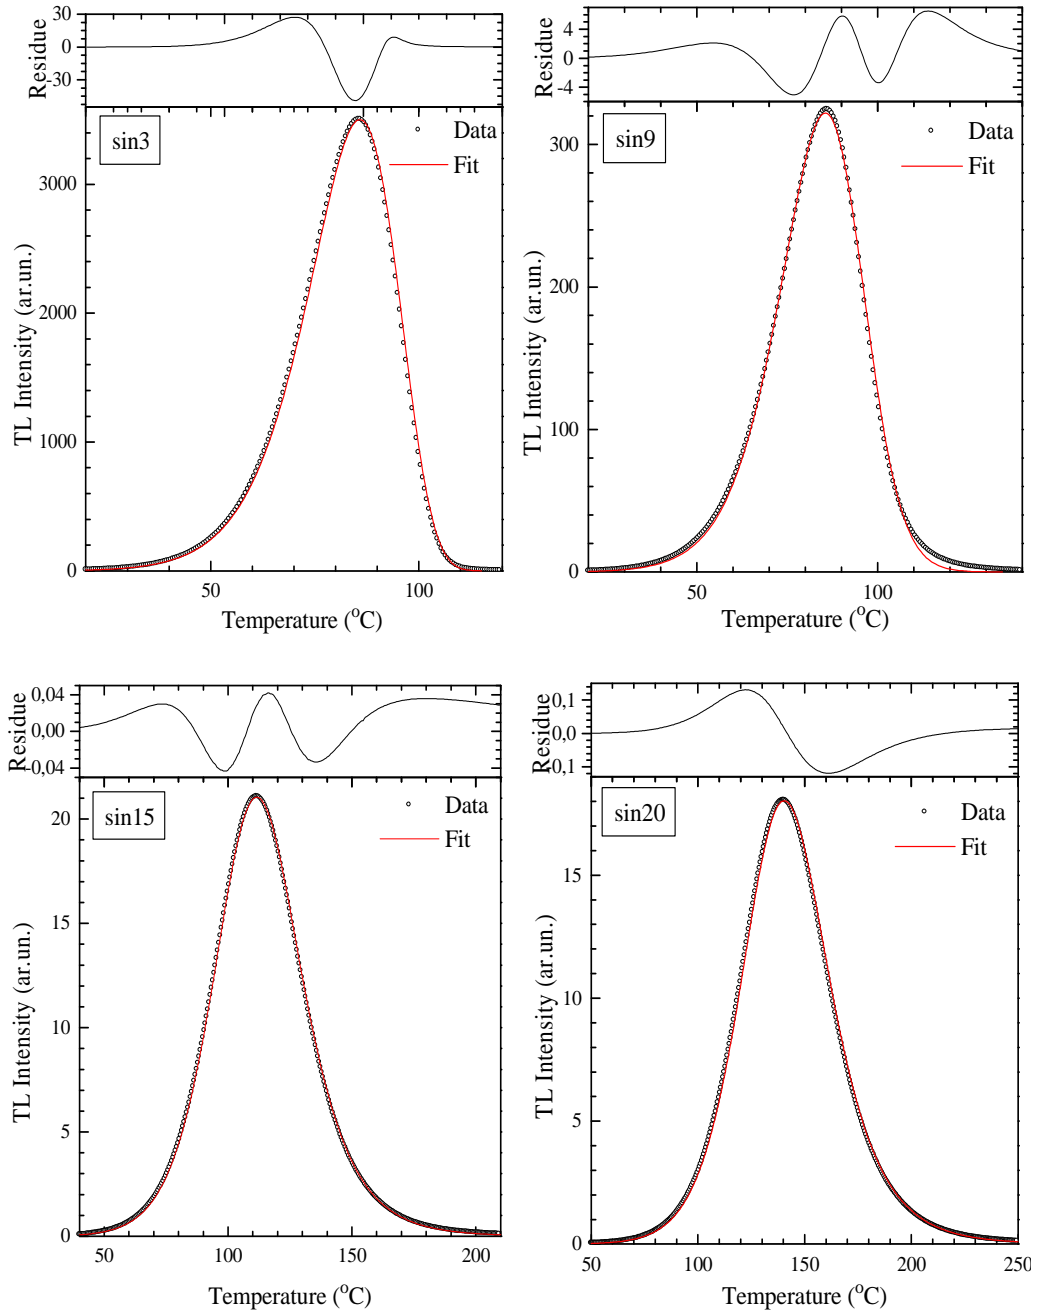 30
0
-30
Residue
sin3
Data
Fit
3000
2000
1000
0
TL Intensity (ar.un.)
50
100
Temperature (°C)
4
0
-4
Residue
sin9
Data
Fit
300
200
100
0
TL Intensity (ar.un.)
50
100
Temperature (°C)
0,04
0,00
-0,04
Residue
sin15
Data
Fit
20
15
10
5
0
TL Intensity (ar.un.)
50
100
150
200
Temperature (°C)
0,1
0,0
-0,1
Residue
sin20
Data
Fit
15
10
5
0
TL Intensity (ar.un.)
50
100
150
200
250
Temperature (°C)